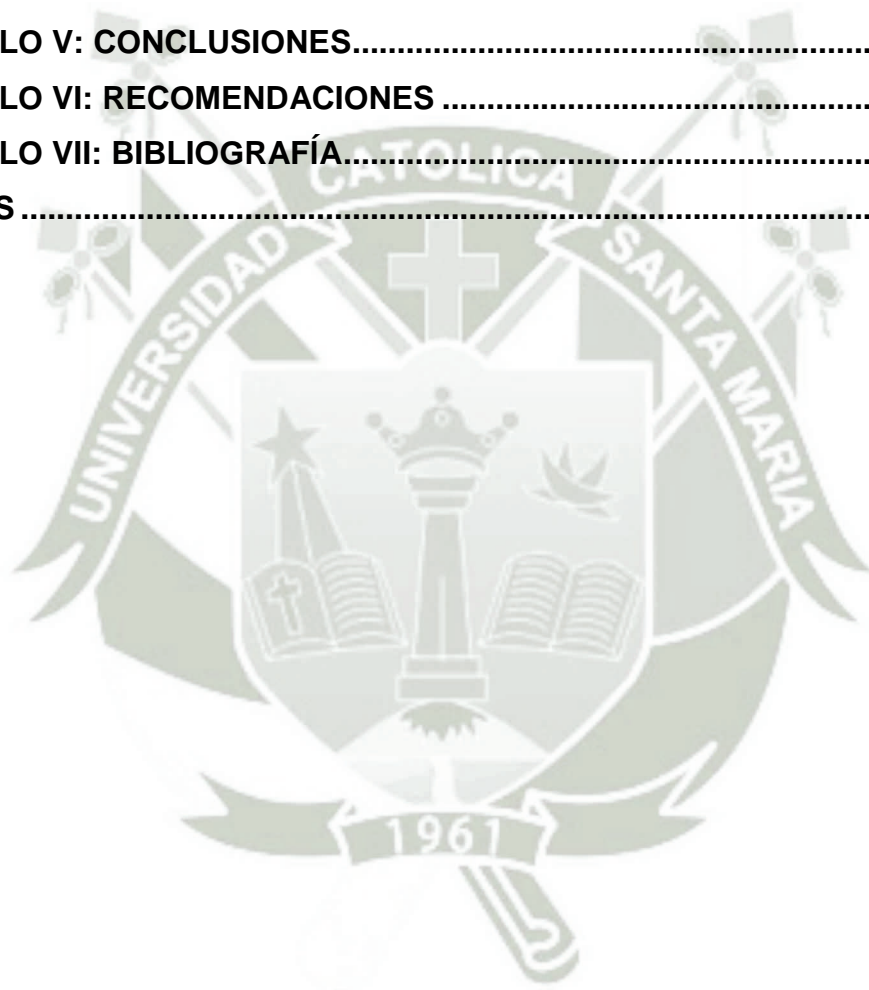 LO V: CONCLUSIONES....................................................................
LO VI: RECOMENDACIONES ........................................................
LO VII: BIBLIOGRAFÍA.....................................................................
S ...............................................................................................................
UNIVERSIDAD CATOLICA SANTA MARIA
1961